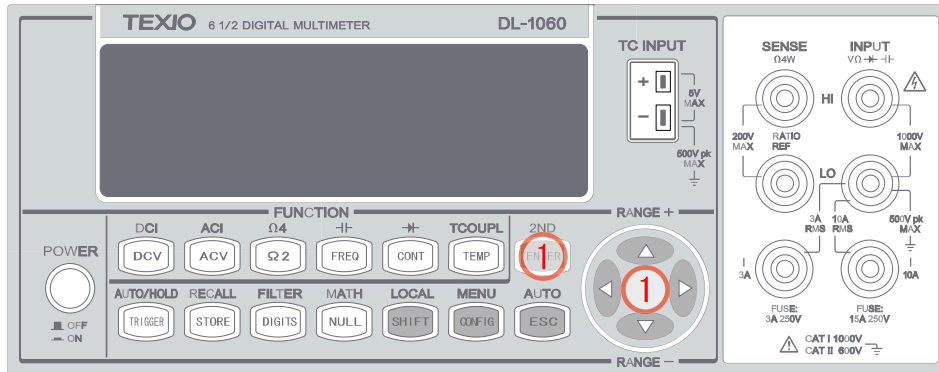 TEXIO 6 1/2 DIGITAL MULTIMETER DL-1060
TC INPUT
+
5V
MAX
−
500V pk
MAX
SENSE INPUT
Ω4W VΩ
HI
200V
MAX
RATIO
REF
1000V
MAX
LO
3A
RMS
10A
RMS
500V pk
MAX
3A
10A
FUSE:
3A 250V
FUSE:
15A 250V
CAT I 1000V
CAT II 600V
FUNCTION
RANGE +
DCI ACI Ω4 TCOUPL 2ND
DCV ACV Ω2 FREQ CONT TEMP ENTER
1
1
POWER
OFF
ON
AUTO/HOLD RECALL FILTER MATH LOCAL MENU AUTO
TRIGGER STORE DIGITS NULL SHIFT CONFIG ESC
RANGE −